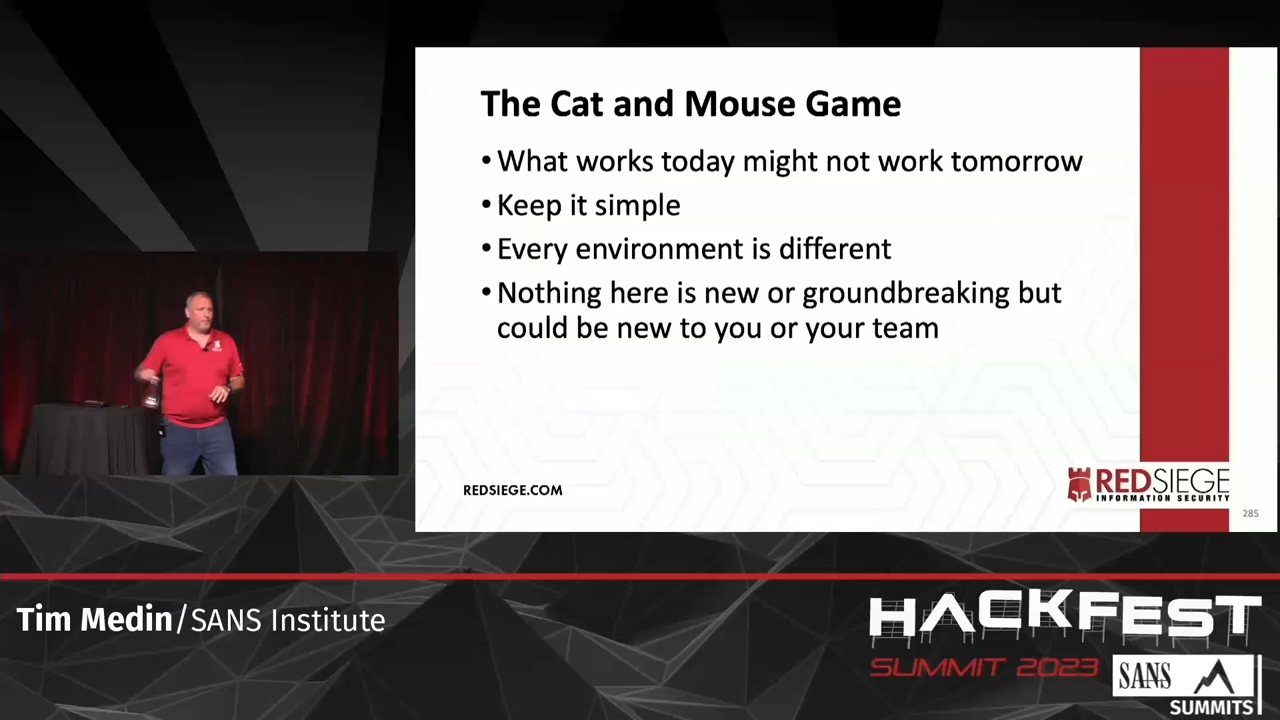 The Cat and Mouse Game
• What works today might not work tomorrow
• Keep it simple
• Every environment is different
• Nothing here is new or groundbreaking but
could be new to you or your team
REDSIEGE.COM
REDSIEGE
INFORMATION SECURITY
285
Tim Medin/SANS Institute
HACKFEST
SUMMIT 2023
SANS
SUMMITS